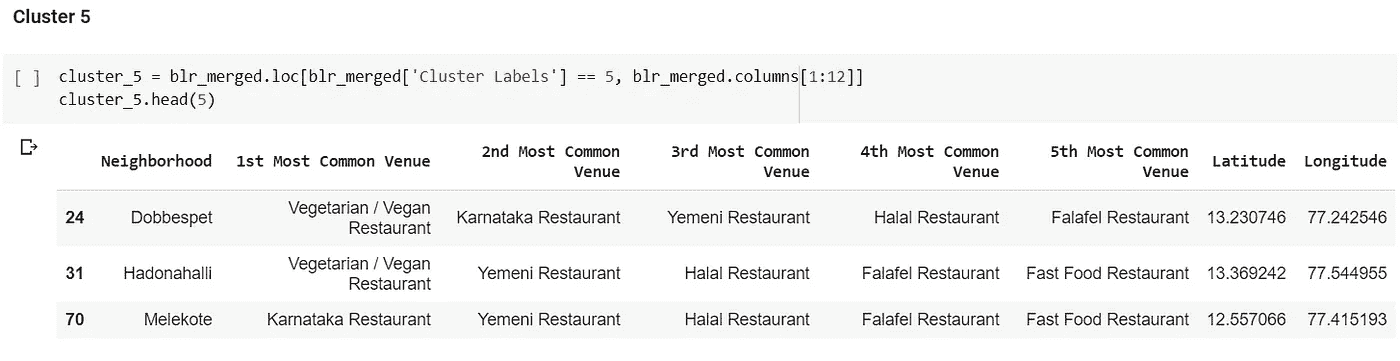 Cluster 5
[ ] cluster_5 = blr_merged.loc[blr_merged['Cluster Labels'] == 5, blr_merged.columns[1:12]]
cluster_5.head(5)
Neighborhood 1st Most Common Venue 2nd Most Common Venue 3rd Most Common Venue 4th Most Common Venue 5th Most Common Venue Latitude Longitude
24 Dobbespet Vegetarian / Vegan Restaurant Karnataka Restaurant Yemeni Restaurant Halal Restaurant Falafel Restaurant 13.230746 77.242546
31 Hadonahalli Vegetarian / Vegan Restaurant Yemeni Restaurant Halal Restaurant Falafel Restaurant Fast Food Restaurant 13.369242 77.544955
70 Melekote Karnataka Restaurant Yemeni Restaurant Halal Restaurant Falafel Restaurant Fast Food Restaurant 12.557066 77.415193